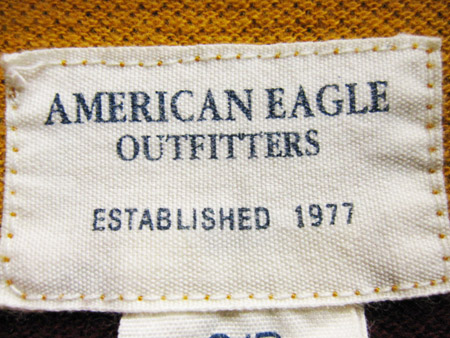 AMERICAN EAGLE
OUTFITTERS
ESTABLISHED 1977